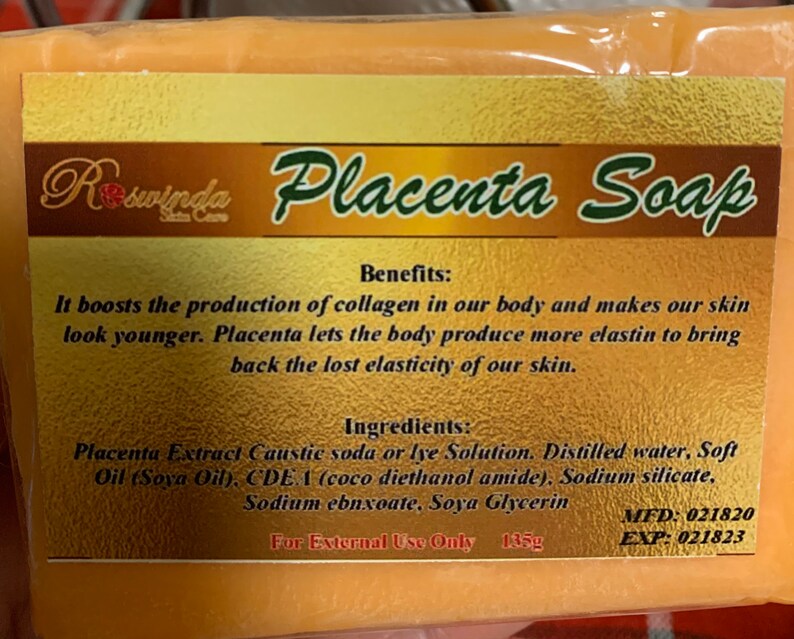 Roswinda
Skin Care
Placenta Soap
Benefits:
It boosts the production of collagen in our body and makes our skin
look younger. Placenta lets the body produce more elastin to bring
back the lost elasticity of our skin.
Ingredients:
Placenta Extract Caustic soda or lye Solution. Distilled water, Soft
Oil (Soya Oil), CDEA (coco diethanol amide), Sodium silicate,
Sodium ebnxoate, Soya Glycerin
MFD: 021820
For External Use Only 135g
EXP: 021823